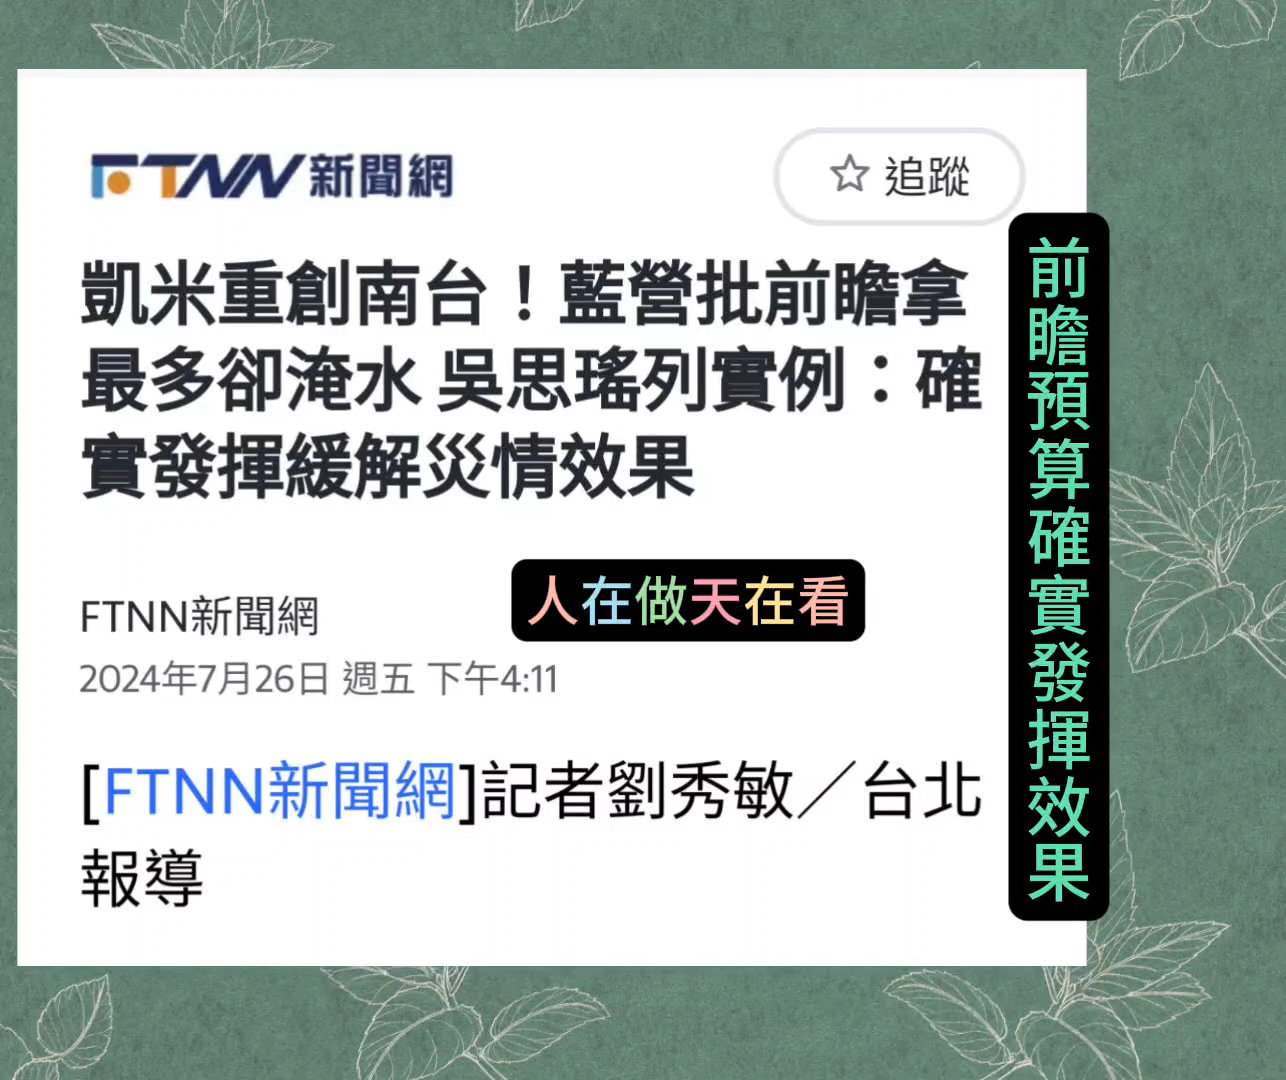 FTNN新聞網
追蹤
凱米重創南台！藍營批前瞻拿
最多卻淹水 吳思瑤列實例：確
實發揮緩解災情效果
人在做天在看
FTNN新聞網
2024年7月26日 週五 下午4:11
[FTNN新聞網]記者劉秀敏／台北
報導
前瞻預算確實發揮效果